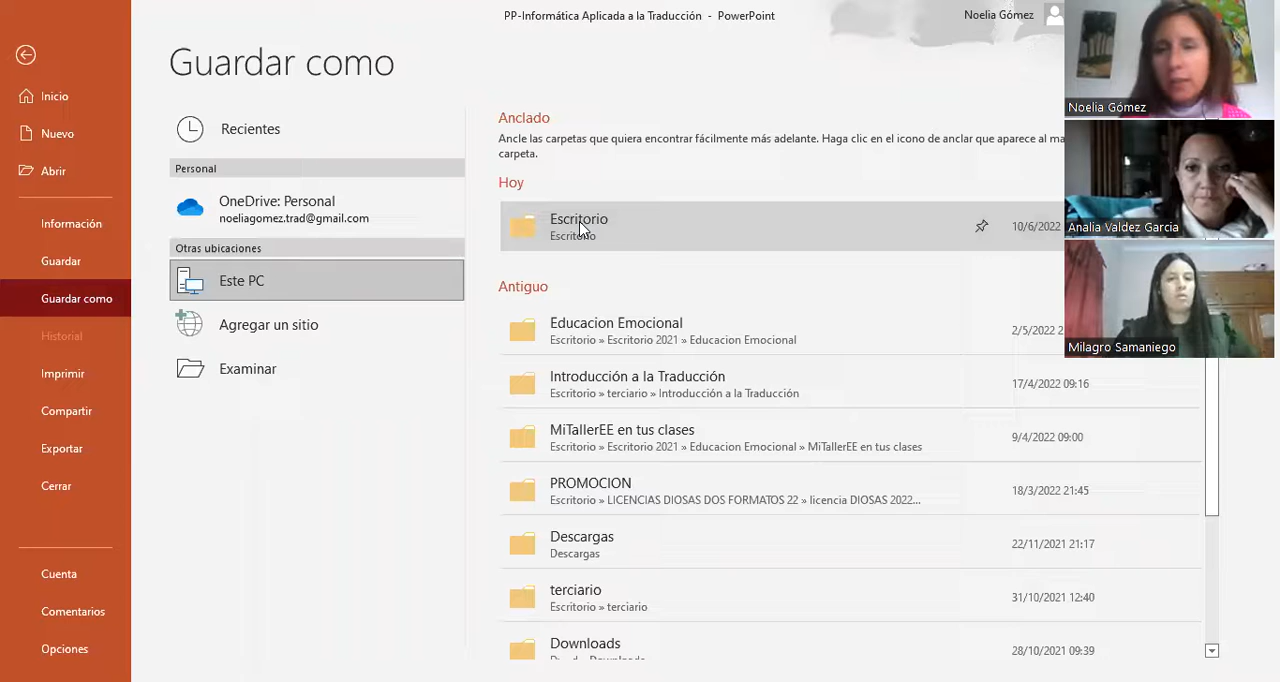 PP-Informática Aplicada a la Traducción - PowerPoint
Noelia Gómez
Guardar como
Inicio
Nuevo
Abrir
Información
Guardar
Guardar como
Historial
Imprimir
Compartir
Exportar
Cerrar
Cuenta
Comentarios
Opciones
Recientes
Personal
OneDrive: Personal
noeliagomez.trad@gmail.com
Otras ubicaciones
Este PC
Agregar un sitio
Examinar
Anclado
Ancle las carpetas que quiera encontrar fácilmente más adelante. Haga clic en el icono de anclar que aparece al
carpeta.
Hoy
Escritorio
Escritorio
10/6/2022
Antiguo
Educacion Emocional
Escritorio » Escritorio 2021 » Educacion Emocional
2/5/2022
Introducción a la Traducción
Escritorio » terciario » Introducción a la Traducción
17/4/2022 09:16
MiTallerEE en tus clases
Escritorio » Escritorio 2021 » Educacion Emocional » MiTallerEE en tus clases
9/4/2022 09:00
PROMOCION
Escritorio » LICENCIAS DIOSAS DOS FORMATOS 22 » licencia DIOSAS 2022...
18/3/2022 21:45
Descargas
Descargas
22/11/2021 21:17
terciario
Escritorio » terciario
31/10/2021 12:40
Downloads
28/10/2021 09:39
Noelia Gómez
Analia Valdez Garcia
Milagro Samaniego